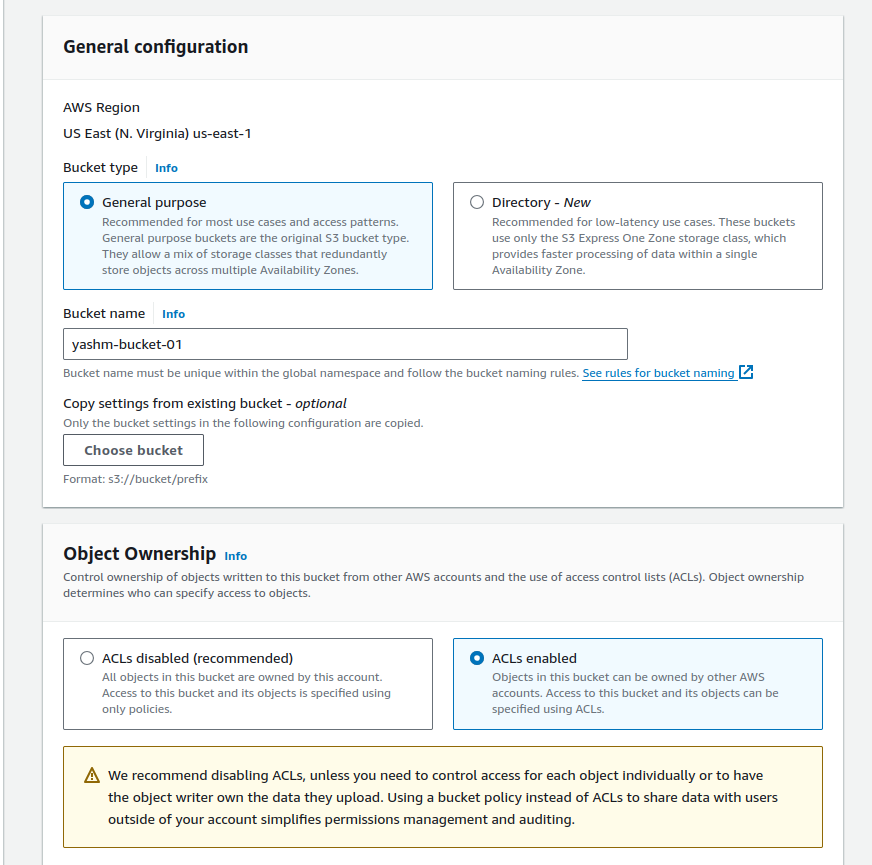 General configuration
AWS Region
US East (N. Virginia) us-east-1
Bucket type Info
General purpose
Recommended for most use cases and access patterns.
General purpose buckets are the original S3 bucket type.
They allow a mix of storage classes that redundantly
store objects across multiple Availability Zones.
Directory - New
Recommended for low-latency use cases. These buckets
use only the S3 Express One Zone storage class, which
provides faster processing of data within a single
Availability Zone.
Bucket name Info
yashm-bucket-01
Bucket name must be unique within the global namespace and follow the bucket naming rules. See rules for bucket naming
Copy settings from existing bucket - optional
Only the bucket settings in the following configuration are copied.
Choose bucket
Format: s3://bucket/prefix
Object Ownership Info
Control ownership of objects written to this bucket from other AWS accounts and the use of access control lists (ACLs). Object ownership
determines who can specify access to objects.
ACLs disabled (recommended)
All objects in this bucket are owned by this account.
Access to this bucket and its objects is specified using
only policies.
ACLs enabled
Objects in this bucket can be owned by other AWS
accounts. Access to this bucket and its objects can be
specified using ACLs.
We recommend disabling ACLs, unless you need to control access for each object individually or to have
the object writer own the data they upload. Using a bucket policy instead of ACLs to share data with users
outside of your account simplifies permissions management and auditing.